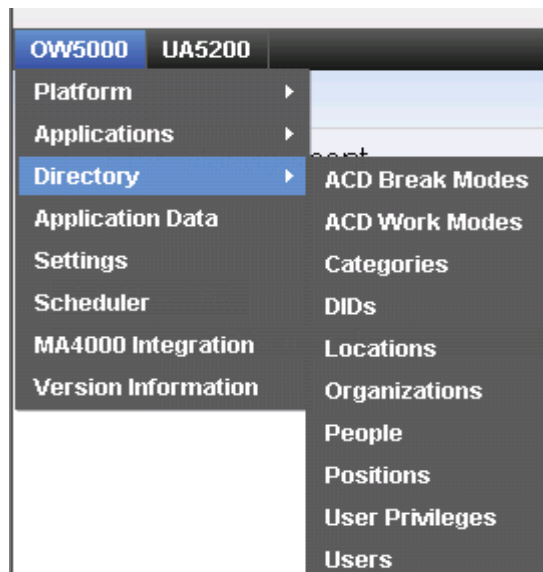 OW5000 UA5200
Platform
Applications
Directory
Application Data
Settings
Scheduler
MA4000 Integration
Version Information
ACD Break Modes
ACD Work Modes
Categories
DIDs
Locations
Organizations
People
Positions
User Privileges
Users